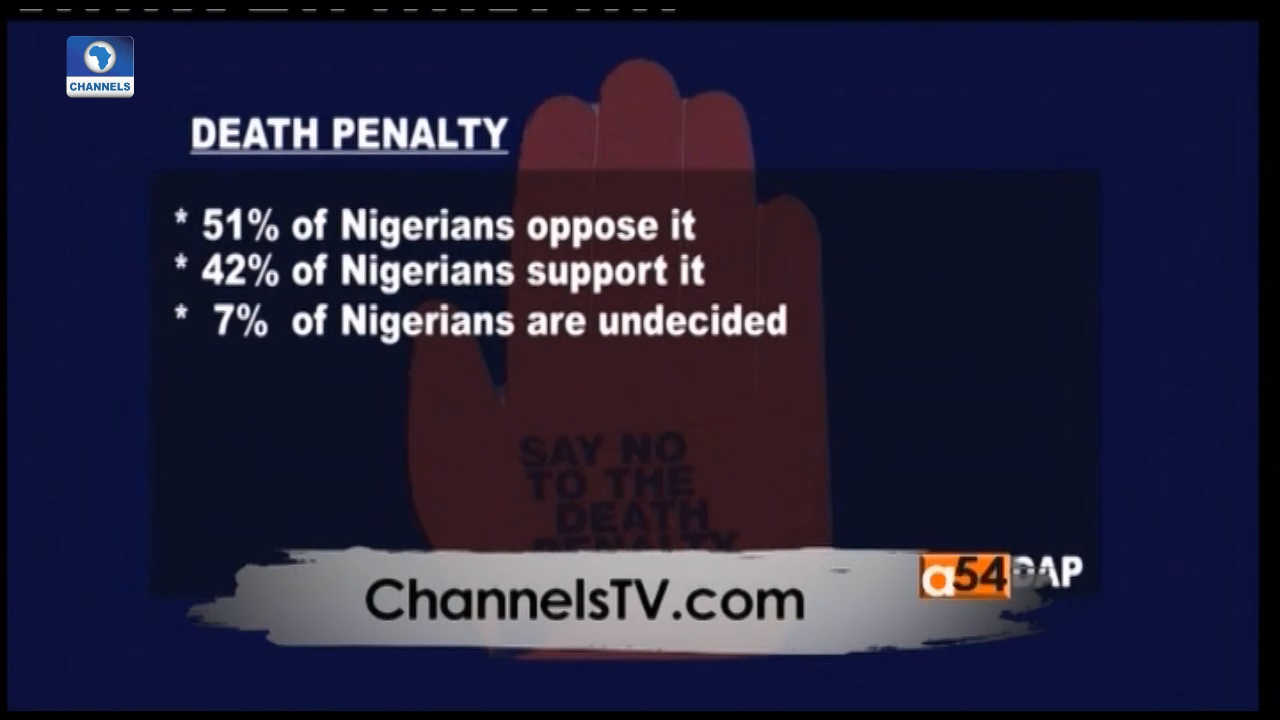 CHANNELS
DEATH PENALTY
* 51% of Nigerians oppose it
* 42% of Nigerians support it
* 7% of Nigerians are undecided
SAY NO
TO THE
DEATH
PENALTY
ChannelsTV.com
a54